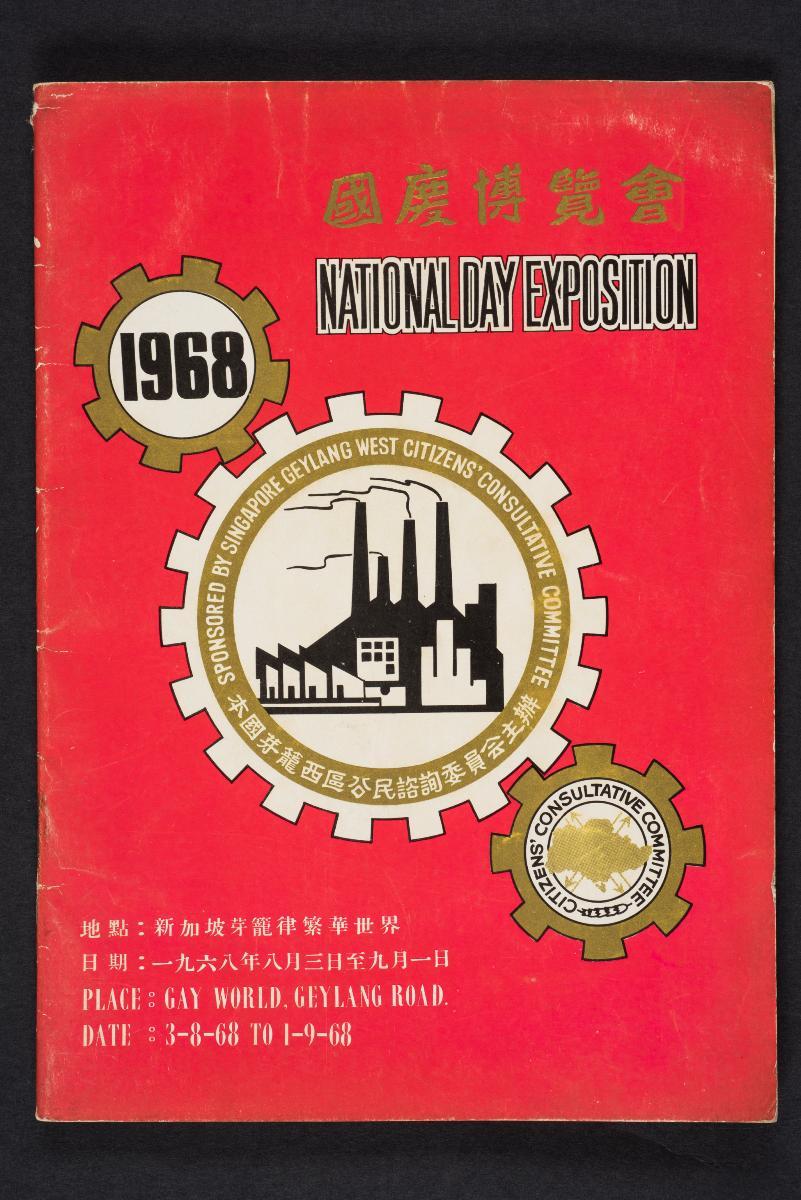 國慶博覽會
NATIONAL DAY EXPOSITION
1968
SPONSORED BY SINGAPORE GEYLANG WEST CITIZENS' CONSULTATIVE COMMITTEE
本國芽籠西區公民諮詢委員會主辦
CITIZENS' CONSULTATIVE COMMITTEE
地點：新加坡芽籠律繁華世界
日期：一九六八年八月三日至九月一日
PLACE : GAY WORLD, GEYLANG ROAD.
DATE : 3-8-68 TO 1-9-68